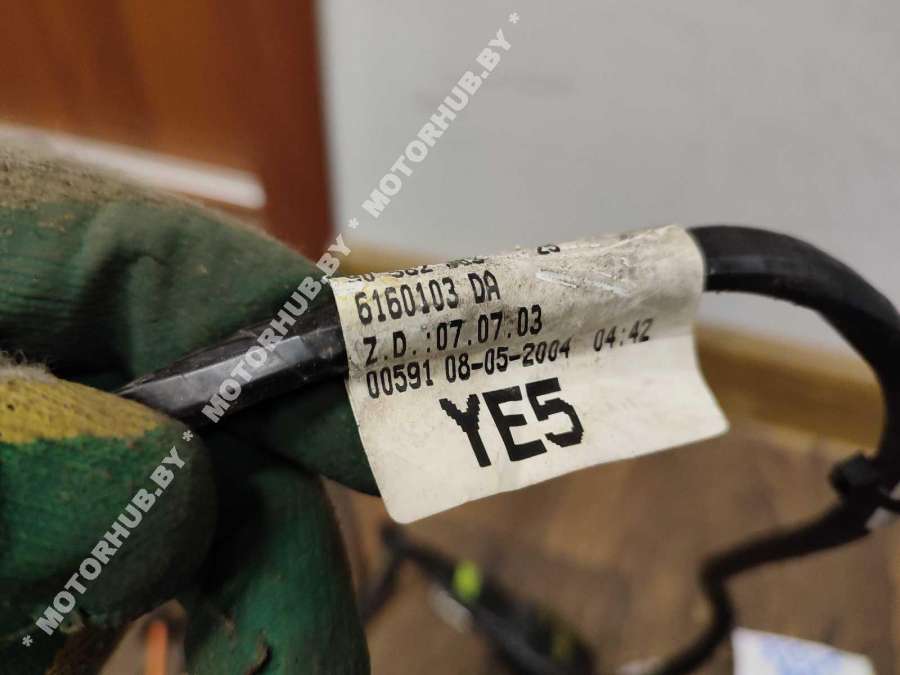 6160103 DA
Z.D.:07.07.03
00591 08-05-2004 04:42
YE5
* MOTORHUB.BY * MOTORHUB.BY *
* MOTORHUB.BY *